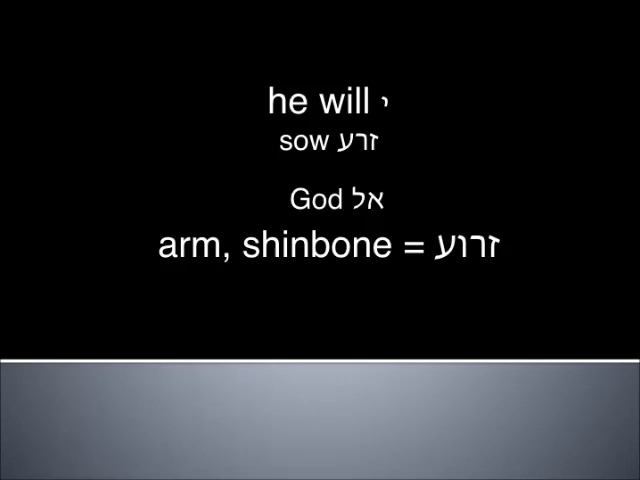 he will י
sow זרע
God אל
arm, shinbone = זרוע